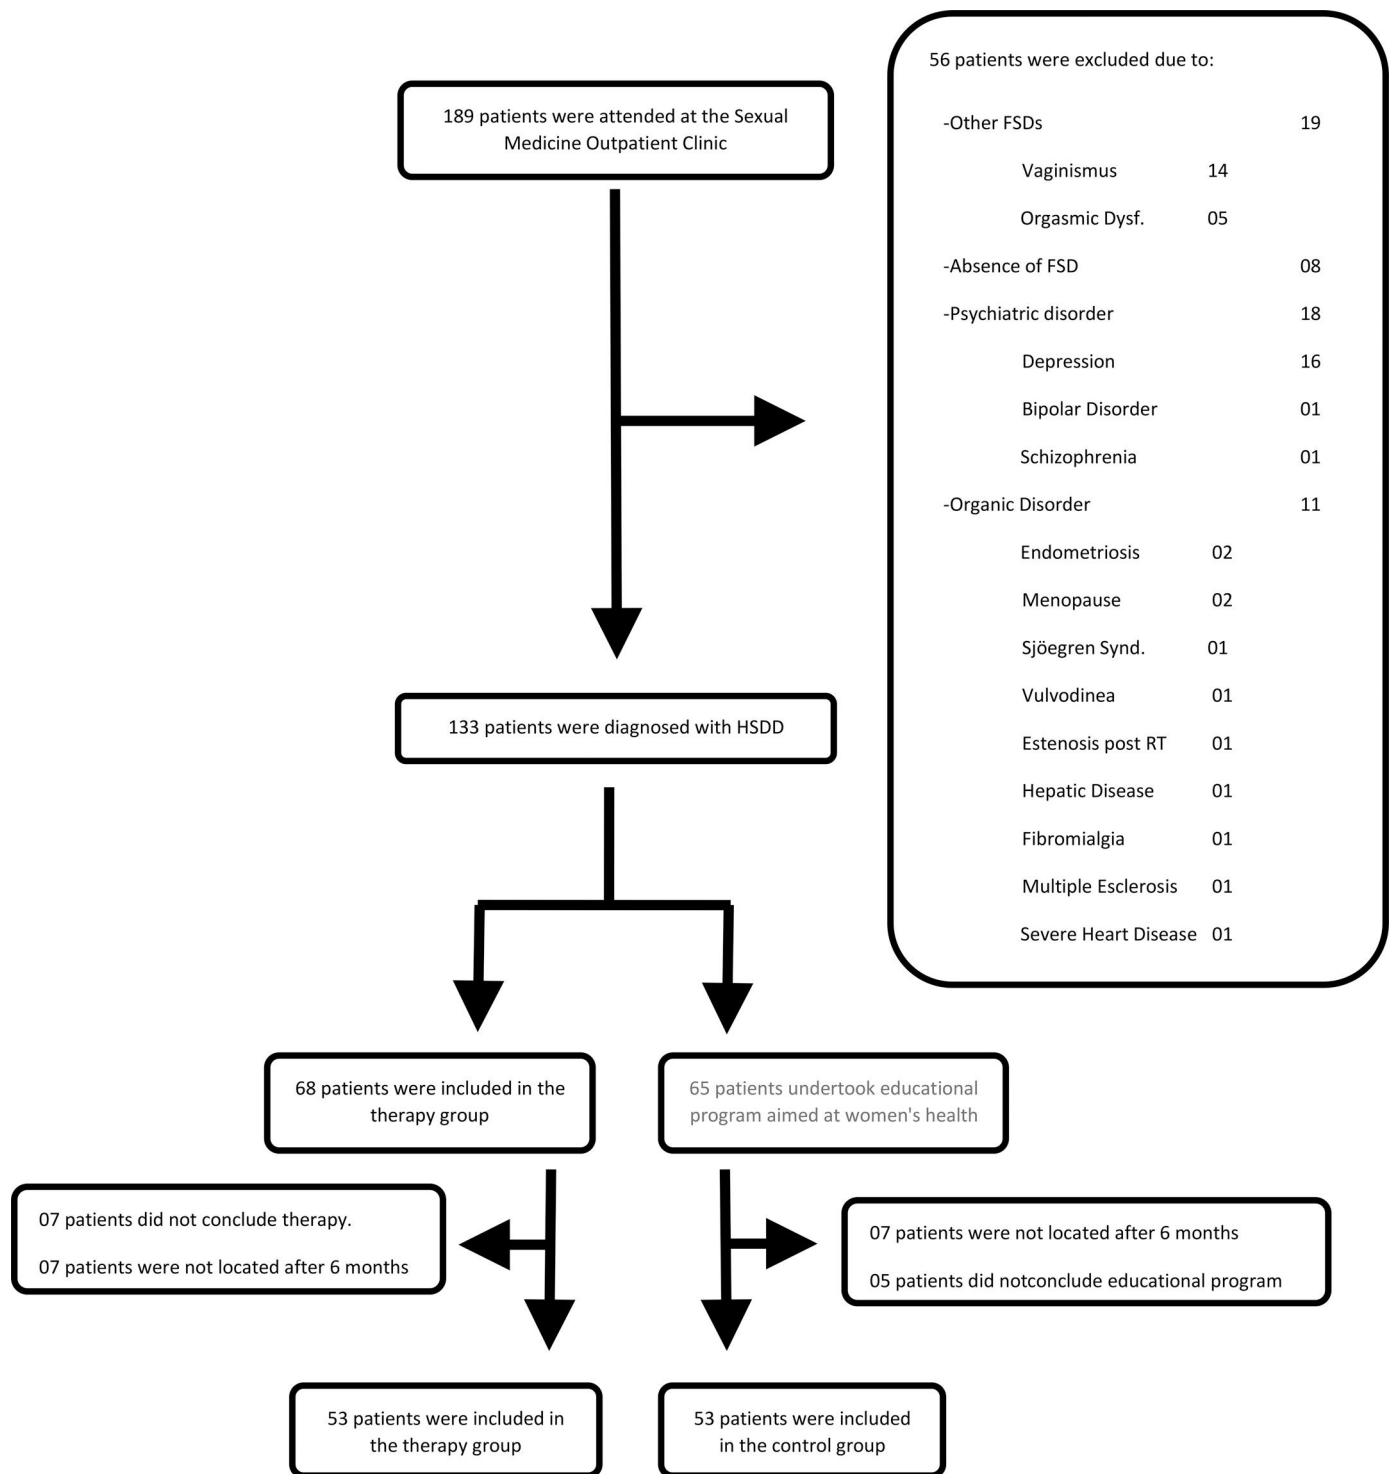 189 patients were attended at the Sexual
Medicine Outpatient Clinic
56 patients were excluded due to:
-Other FSDs 19
Vaginismus 14
Orgasmic Dysf. 05
-Absence of FSD 08
-Psychiatric disorder 18
Depression 16
Bipolar Disorder 01
Schizophrenia 01
-Organic Disorder 11
Endometriosis 02
Menopause 02
Sjöegren Synd. 01
Vulvodinea 01
Estenosis post RT 01
Hepatic Disease 01
Fibromialgia 01
Multiple Esclerosis 01
Severe Heart Disease 01
133 patients were diagnosed with HSDD
68 patients were included in the
therapy group
65 patients undertook educational
program aimed at women's health
07 patients did not conclude therapy.
07 patients were not located after 6 months
07 patients were not located after 6 months
05 patients did notconclude educational program
53 patients were included in
the therapy group
53 patients were included
in the control group